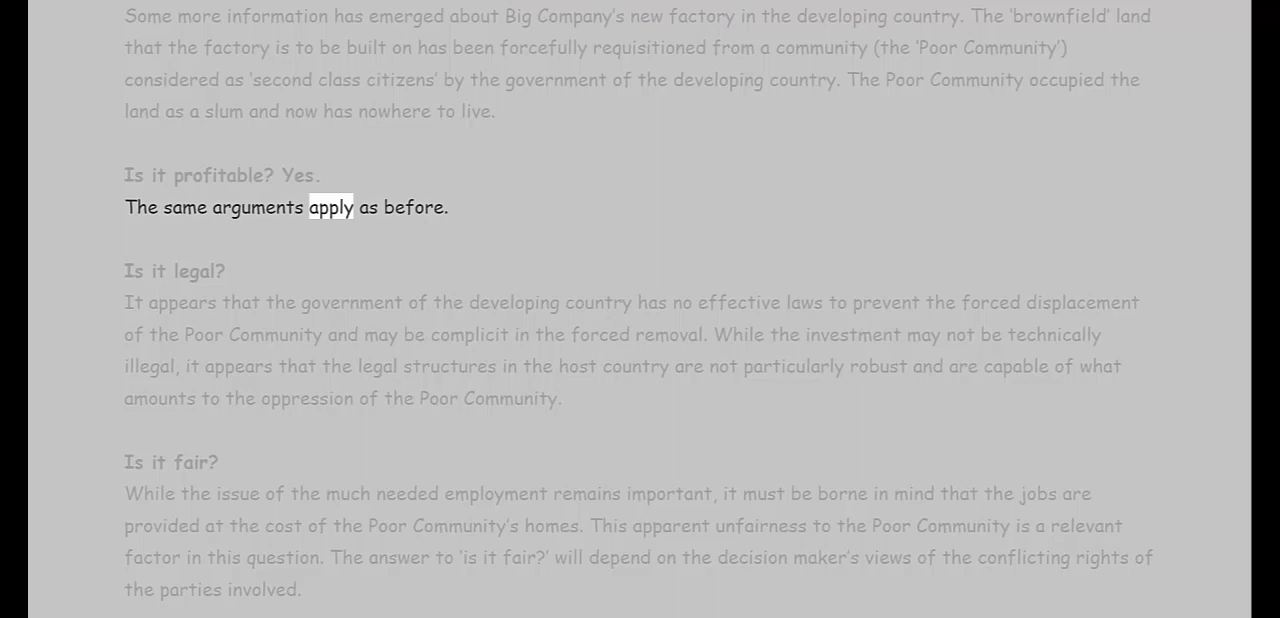 Some more information has emerged about Big Company's new factory in the developing country. The 'brownfield' land
that the factory is to be built on has been forcefully requisitioned from a community (the 'Poor Community')
considered as 'second class citizens' by the government of the developing country. The Poor Community occupied the
land as a slum and now has nowhere to live.
Is it profitable? Yes.
The same arguments apply as before.
Is it legal?
It appears that the government of the developing country has no effective laws to prevent the forced displacement
of the Poor Community and may be complicit in the forced removal. While the investment may not be technically
illegal, it appears that the legal structures in the host country are not particularly robust and are capable of what
amounts to the oppression of the Poor Community.
Is it fair?
While the issue of the much needed employment remains important, it must be borne in mind that the jobs are
provided at the cost of the Poor Community's homes. This apparent unfairness to the Poor Community is a relevant
factor in this question. The answer to 'is it fair?' will depend on the decision maker's views of the conflicting rights of
the parties involved.